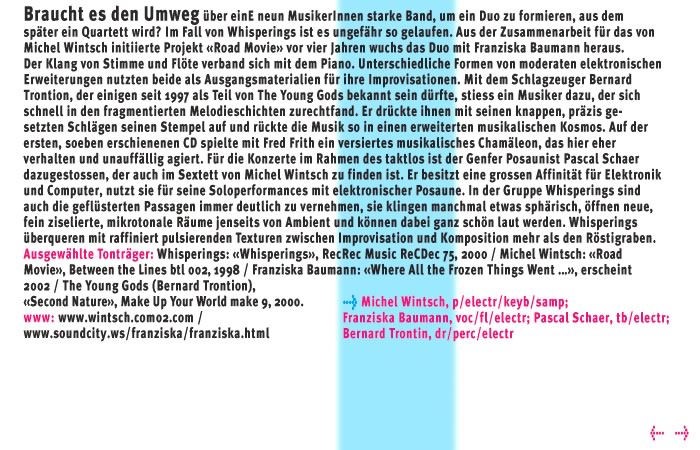 Braucht es den Umweg über einE neun MusikerInnen starke Band, um ein Duo zu formieren, aus dem
später ein Quartett wird? Im Fall von Whisperings ist es ungefähr so gelaufen. Aus der Zusammenarbeit für das von
Michel Wintsch initiierte Projekt «Road Movie» vor vier Jahren wuchs das Duo mit Franziska Baumann heraus.
Der Klang von Stimme und Flöte verband sich mit dem Piano. Unterschiedliche Formen von moderaten elektronischen
Erweiterungen nutzten beide als Ausgangsmaterialien für ihre Improvisationen. Mit dem Schlagzeuger Bernard
Trontion, der einigen seit 1997 als Teil von The Young Gods bekannt sein dürfte, stiess ein Musiker dazu, der sich
schnell in den fragmentierten Melodieschichten zurechtfand. Er drückte ihnen mit seinen knappen, präzis ge-
setzten Schlägen seinen Stempel auf und rückte die Musik so in einen erweiterten musikalischen Kosmos. Auf der
ersten, soeben erschienenen CD spielte mit Fred Frith ein versiertes musikalisches Chamäleon, das hier eher
verhalten und unauffällig agiert. Für die Konzerte im Rahmen des taktlos ist der Genfer Posaunist Pascal Schaer
dazugestossen, der auch im Sextett von Michel Wintsch zu finden ist. Er besitzt eine grossen Affinität für Elektronik
und Computer, nutzt sie für seine Soloperformances mit elektronischer Posaune. In der Gruppe Whisperings sind
auch die geflüsterten Passagen immer deutlich zu vernehmen, sie klingen manchmal etwas sphärisch, öffnen neue,
fein ziselierte, mikrotonale Räume jenseits von Ambient und können dabei ganz schön laut werden. Whisperings
überqueren mit raffiniert pulsierenden Texturen zwischen Improvisation und Komposition mehr als den Röstigraben.
Ausgewählte Tonträger: Whisperings: «Whisperings», RecRec Music ReCDec 75, 2000 / Michel Wintsch: «Road
Movie», Between the Lines btl 002, 1998 / Franziska Baumann: «Where All the Frozen Things Went ...», erscheint
2002 / The Young Gods (Bernard Trontion),
«Second Nature», Make Up Your World make 9, 2000.
www: www.wintsch.como2.com /
www.soundcity.ws/franziska/franziska.html
Michel Wintsch, p/electr/keyb/samp;
Franziska Baumann, voc/fl/electr; Pascal Schaer, tb/electr;
Bernard Trontin, dr/perc/electr